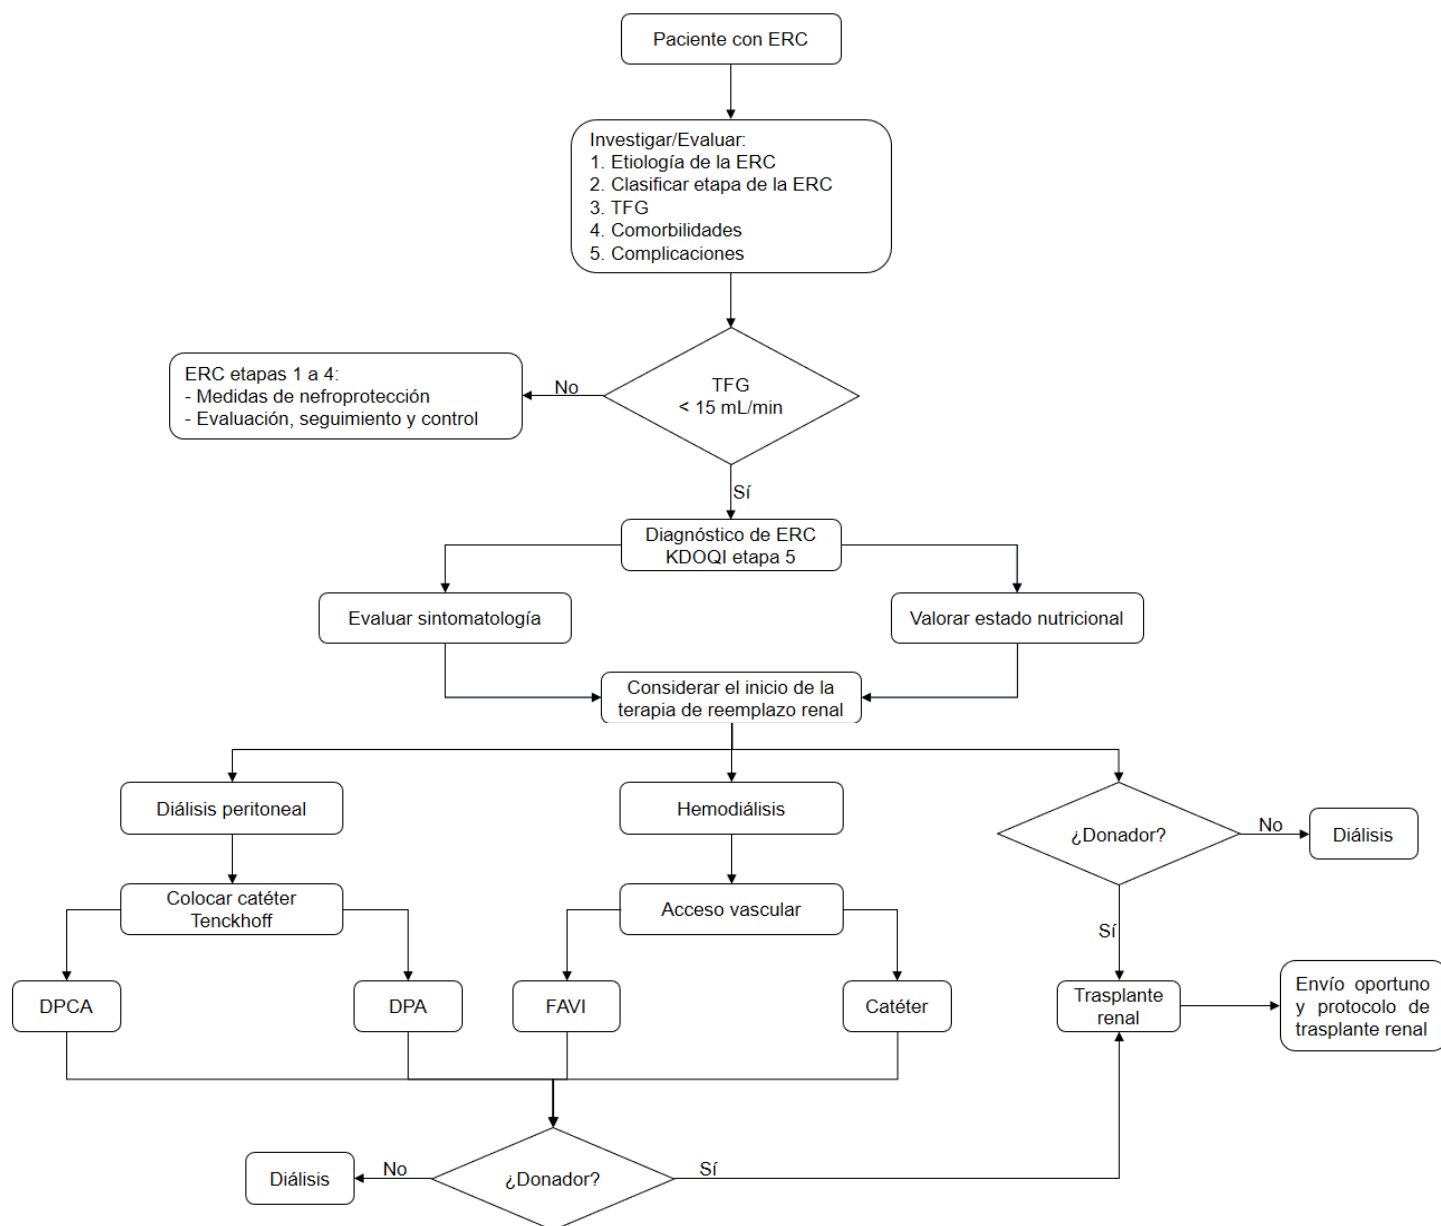 Paciente con ERC
Investigar/Evaluar:
1. Etiología de la ERC
2. Clasificar etapa de la ERC
3. TFG
4. Comorbilidades
5. Complicaciones
TFG
< 15 mL/min
No
ERC etapas 1 a 4:
- Medidas de nefroprotección
- Evaluación, seguimiento y control
Sí
Diagnóstico de ERC
KDOQI etapa 5
Evaluar sintomatología
Valorar estado nutricional
Considerar el inicio de la
terapia de reemplazo renal
Diálisis peritoneal
Hemodiálisis
¿Donador?
No
Diálisis
Colocar catéter
Tenckhoff
Acceso vascular
Sí
DPCA
DPA
FAVI
Catéter
Trasplante
renal
Envío oportuno
y protocolo de
trasplante renal
¿Donador?
No
Diálisis
Sí